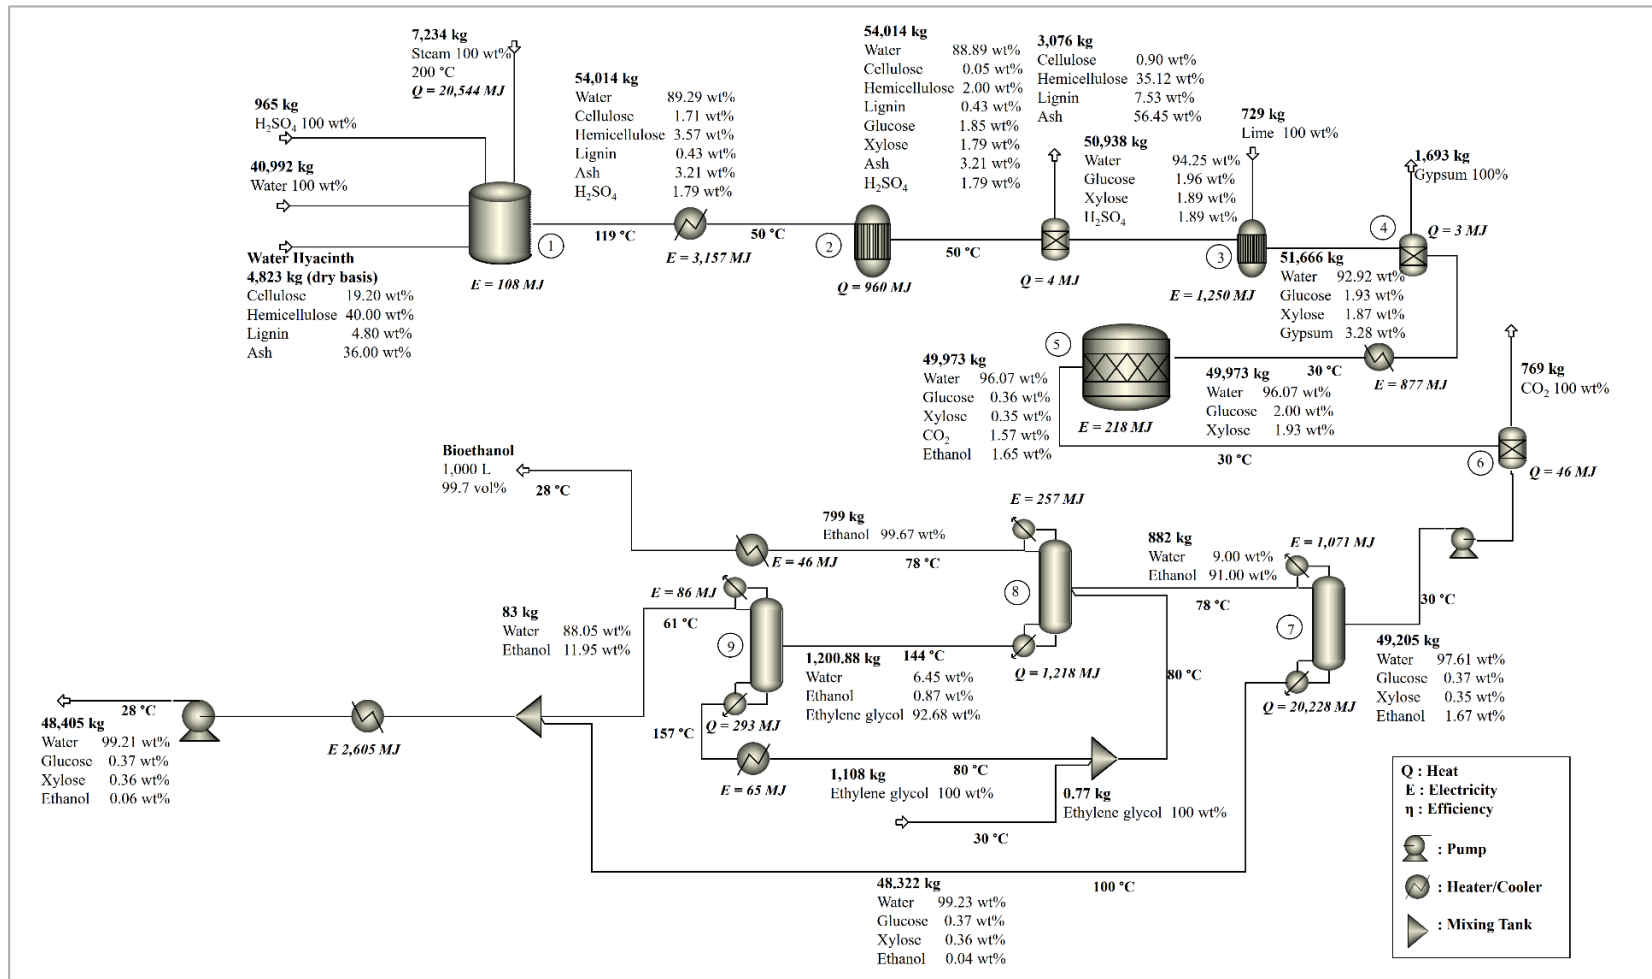 7,234 kg
Steam 100 wt%
200 °C
Q = 20,544 MJ
965 kg
H₂SO₄ 100 wt%
40,992 kg
Water 100 wt%
Water Hyacinth
4,823 kg (dry basis)
Cellulose 19.20 wt%
Hemicellulose 40.00 wt%
Lignin 4.80 wt%
Ash 36.00 wt%
1
E = 108 MJ
54,014 kg
Water 89.29 wt%
Cellulose 1.71 wt%
Hemicellulose 3.57 wt%
Lignin 0.43 wt%
Ash 3.21 wt%
H₂SO₄ 1.79 wt%
119 °C
50 °C
E = 3,157 MJ
54,014 kg
Water 88.89 wt%
Cellulose 0.05 wt%
Hemicellulose 2.00 wt%
Lignin 0.43 wt%
Glucose 1.85 wt%
Xylose 1.79 wt%
Ash 3.21 wt%
H₂SO₄ 1.79 wt%
2
Q = 960 MJ
50 °C
3,076 kg
Cellulose 0.90 wt%
Hemicellulose 35.12 wt%
Lignin 7.53 wt%
Ash 56.45 wt%
Q = 4 MJ
50,938 kg
Water 94.25 wt%
Glucose 1.96 wt%
Xylose 1.89 wt%
H₂SO₄ 1.89 wt%
729 kg
Lime 100 wt%
3
E = 1,250 MJ
1,693 kg
Gypsum 100%
4
Q = 3 MJ
51,666 kg
Water 92.92 wt%
Glucose 1.93 wt%
Xylose 1.87 wt%
Gypsum 3.28 wt%
30 °C
E = 877 MJ
49,973 kg
Water 96.07 wt%
Glucose 2.00 wt%
Xylose 1.93 wt%
5
E = 218 MJ
49,973 kg
Water 96.07 wt%
Glucose 0.36 wt%
Xylose 0.35 wt%
CO₂ 1.57 wt%
Ethanol 1.65 wt%
30 °C
769 kg
CO₂ 100 wt%
6
Q = 46 MJ
30 °C
49,205 kg
Water 97.61 wt%
Glucose 0.37 wt%
Xylose 0.35 wt%
Ethanol 1.67 wt%
7
E = 1,071 MJ
Q = 20,228 MJ
882 kg
Water 9.00 wt%
Ethanol 91.00 wt%
78 °C
8
E = 257 MJ
Q = 1,218 MJ
80 °C
799 kg
Ethanol 99.67 wt%
78 °C
E = 46 MJ
Bioethanol
1,000 L
99.7 vol%
28 °C
9
E = 86 MJ
61 °C
144 °C
1,200.88 kg
Water 6.45 wt%
Ethanol 0.87 wt%
Ethylene glycol 92.68 wt%
Q = 293 MJ
157 °C
E = 65 MJ
80 °C
1,108 kg
Ethylene glycol 100 wt%
0.77 kg
Ethylene glycol 100 wt%
30 °C
83 kg
Water 88.05 wt%
Ethanol 11.95 wt%
28 °C
48,405 kg
Water 99.21 wt%
Glucose 0.37 wt%
Xylose 0.36 wt%
Ethanol 0.06 wt%
E 2,605 MJ
100 °C
48,322 kg
Water 99.23 wt%
Glucose 0.37 wt%
Xylose 0.36 wt%
Ethanol 0.04 wt%
Q : Heat
E : Electricity
η : Efficiency
: Pump
: Heater/Cooler
: Mixing Tank